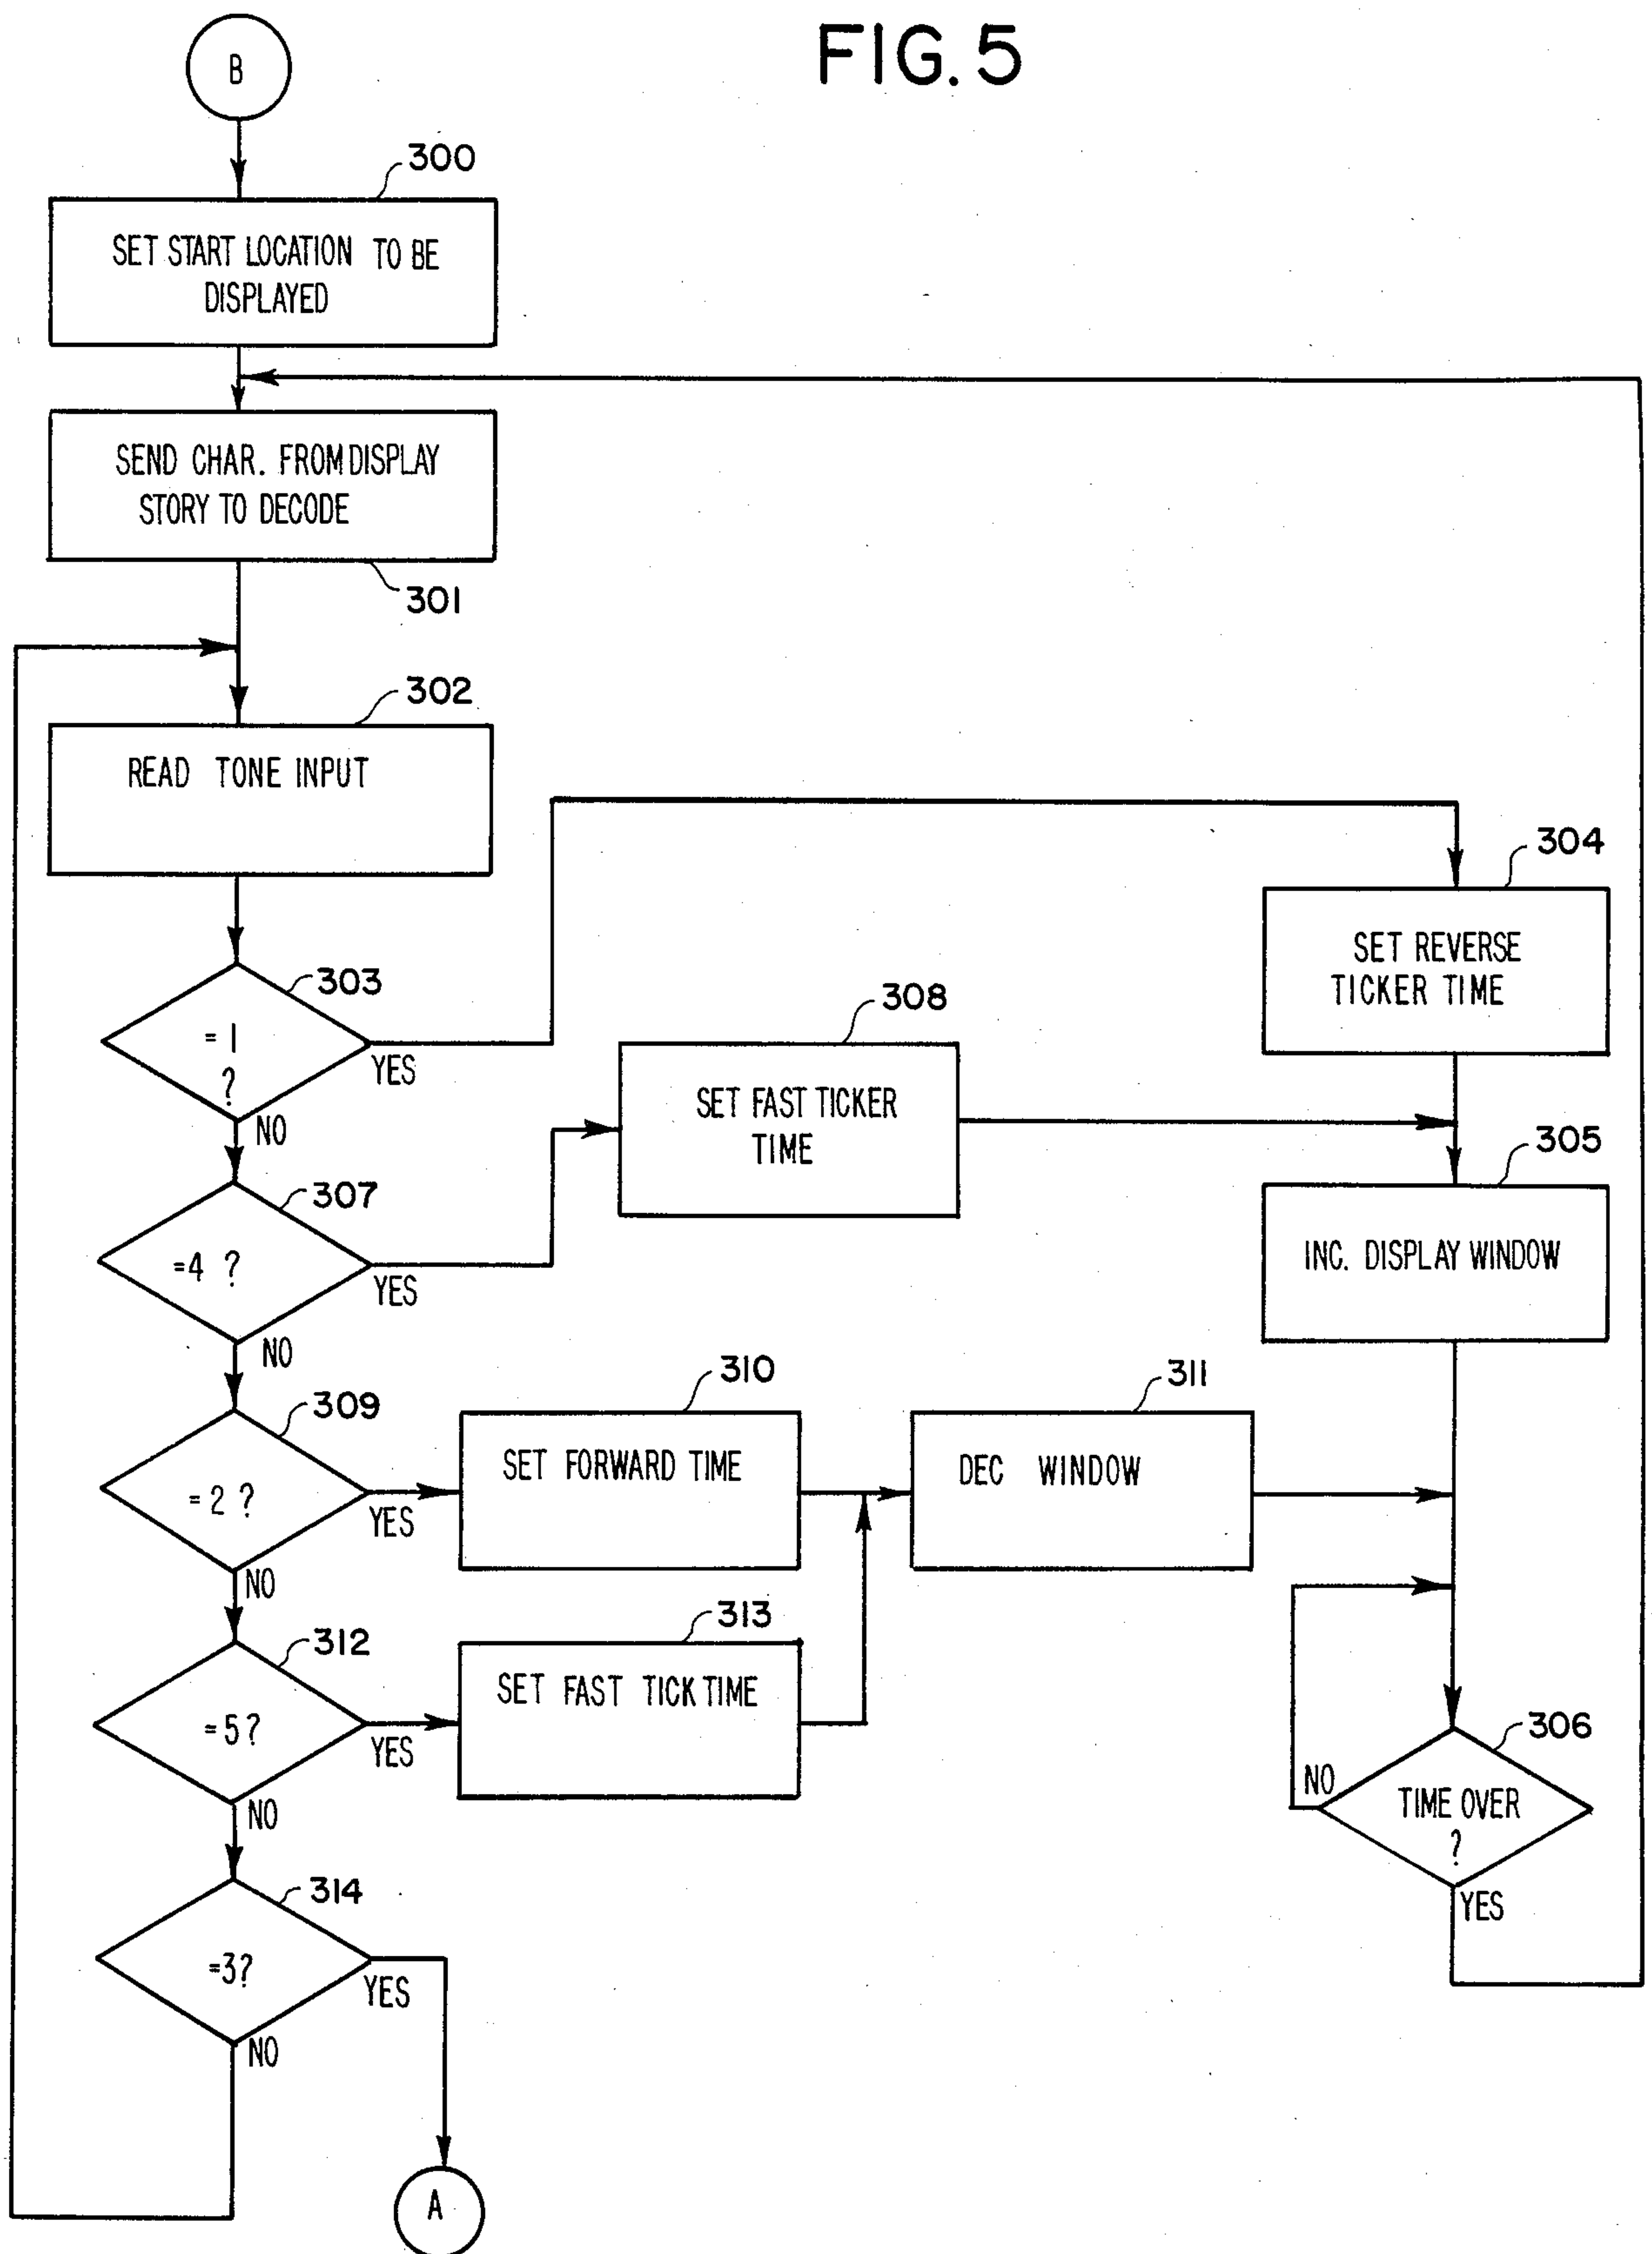 FIG. 5
B
300
SET START LOCATION TO BE
DISPLAYED
SEND CHAR. FROM DISPLAY
STORY TO DECODE
301
302
READ TONE INPUT
303
= 1
?
YES
NO
304
SET REVERSE
TICKER TIME
308
SET FAST TICKER
TIME
305
INC. DISPLAY WINDOW
307
=4 ?
YES
NO
309
=2 ?
YES
NO
310
SET FORWARD TIME
311
DEC WINDOW
312
=5?
YES
NO
313
SET FAST TICK TIME
306
TIME OVER
?
NO
YES
314
=3?
YES
NO
A